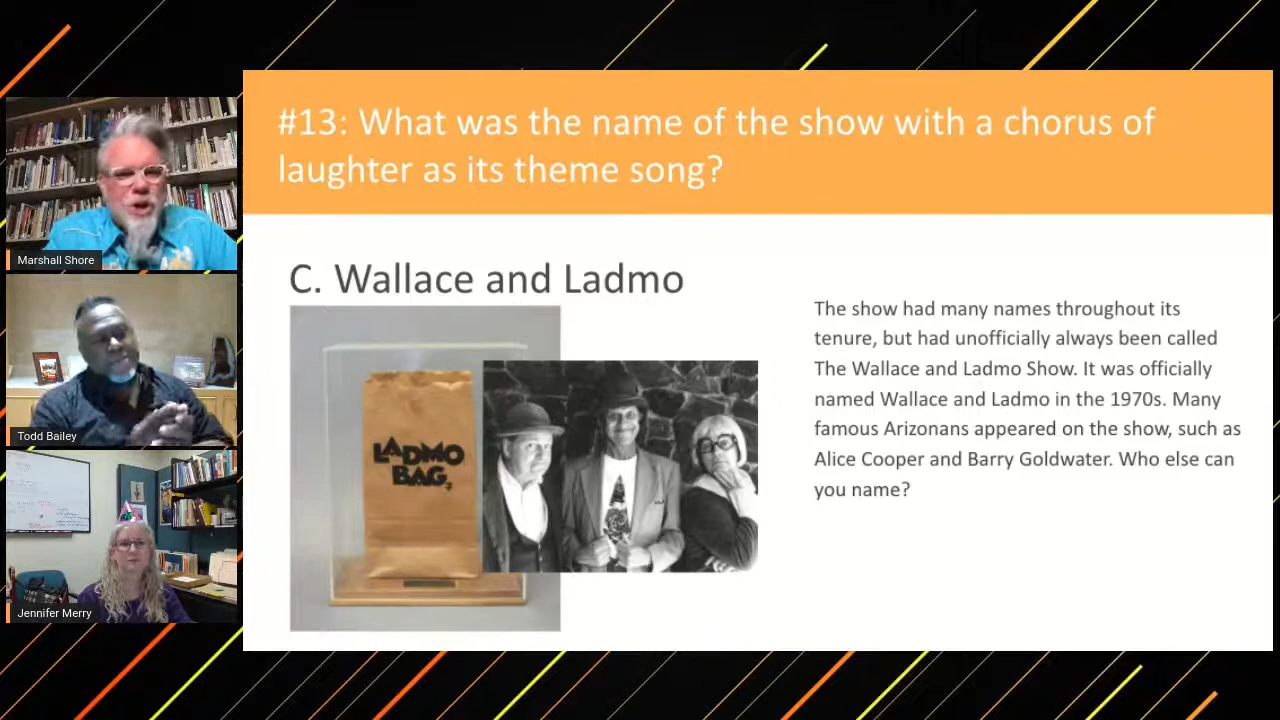 #13: What was the name of the show with a chorus of
laughter as its theme song?
C. Wallace and Ladmo
The show had many names throughout its
tenure, but had unofficially always been called
The Wallace and Ladmo Show. It was officially
named Wallace and Ladmo in the 1970s. Many
famous Arizonans appeared on the show, such as
Alice Cooper and Barry Goldwater. Who else can
you name?
LADMO
BAG
Marshall Shore
Todd Bailey
Jennifer Merry